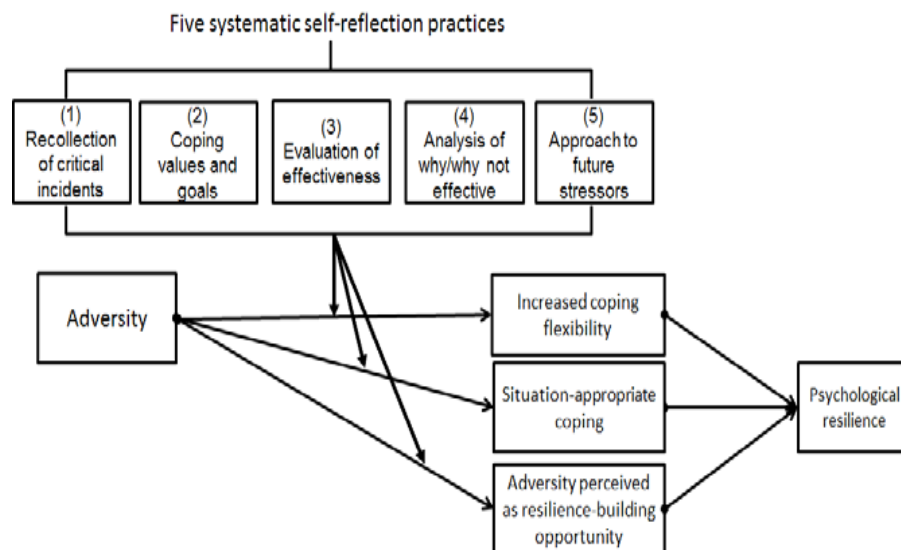 Five systematic self-reflection practices
(1)
Recollection
of critical
incidents
(2)
Coping
values and
goals
(3)
Evaluation of
effectiveness
(4)
Analysis of
why/why not
effective
(5)
Approach to
future
stressors
Adversity
Increased coping
flexibility
Situation-appropriate
coping
Adversity perceived
as resilience-building
opportunity
Psychological
resilience